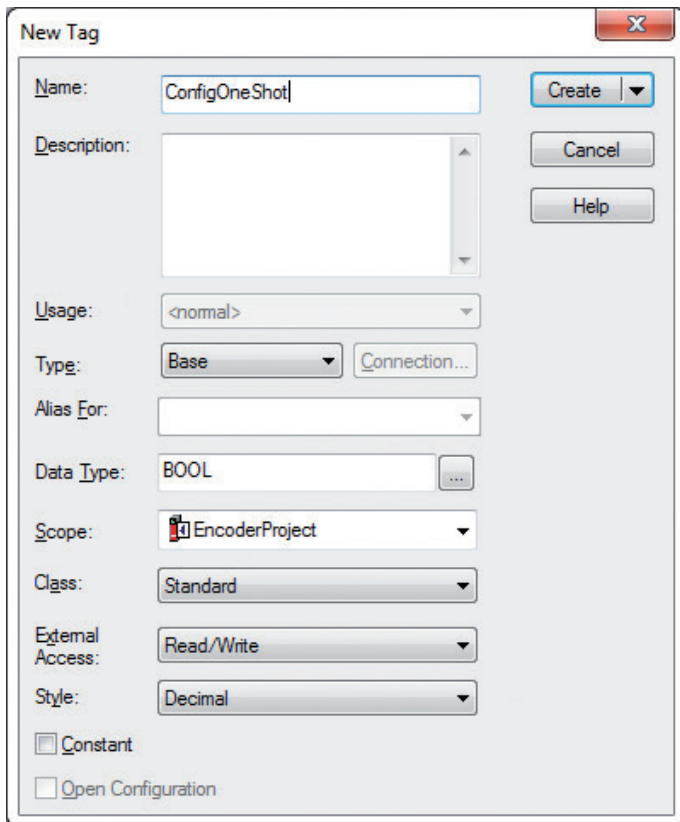 New Tag
Name:
ConfigOneShot
Create
Description:
Cancel
Help
Usage:
<normal>
Type:
Base
Connection...
Alias For:
Data Type:
BOOL
...
Scope:
EncoderProject
Class:
Standard
External
Access:
Read/Write
Style:
Decimal
Constant
Open Configuration